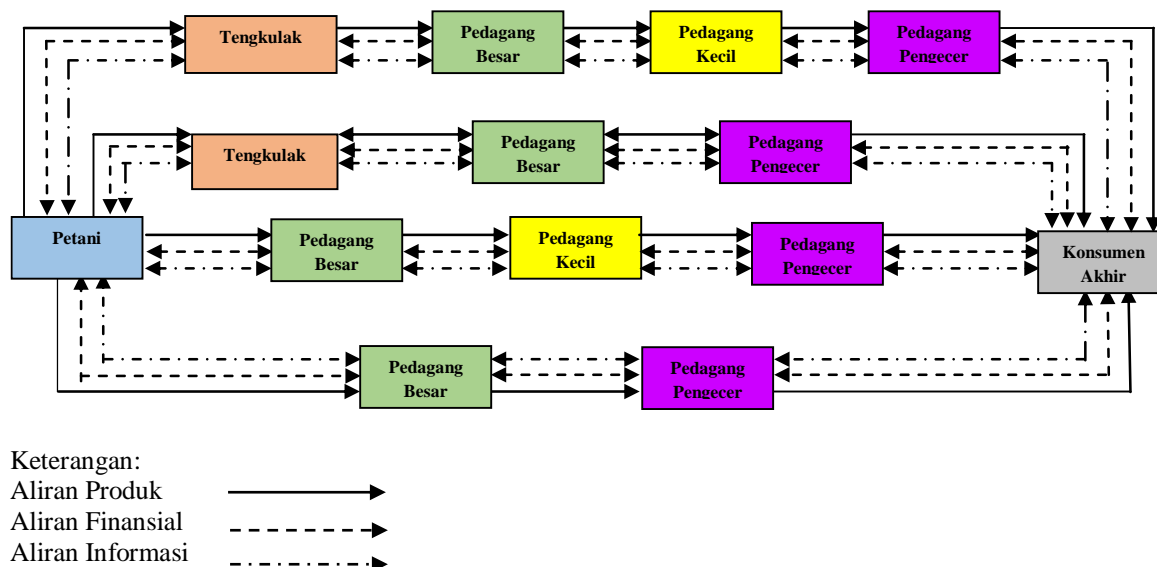 Tengkulak
Pedagang
Besar
Pedagang
Kecil
Pedagang
Pengecer
Tengkulak
Pedagang
Besar
Pedagang
Pengecer
Petani
Pedagang
Besar
Pedagang
Kecil
Pedagang
Pengecer
Konsumen
Akhir
Pedagang
Besar
Pedagang
Pengecer
Keterangan:
Aliran Produk
Aliran Finansial
Aliran Informasi